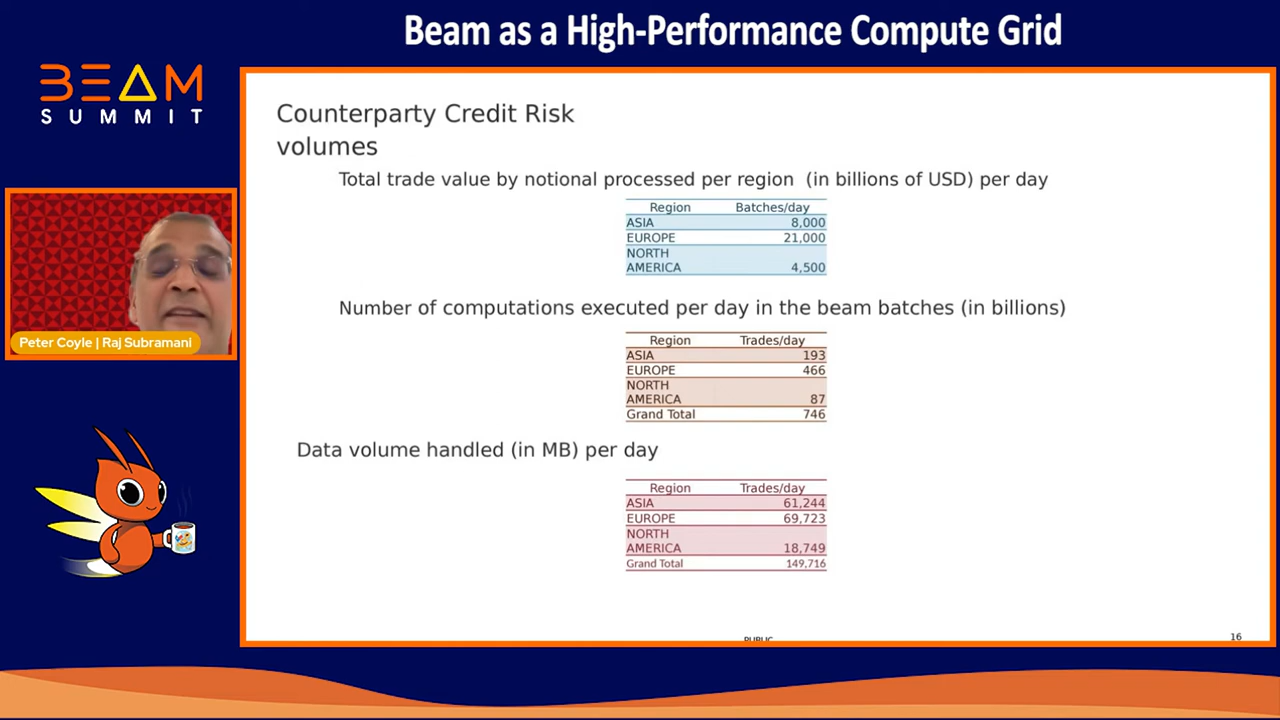 Beam as a High-Performance Compute Grid
BEAM
SUMMIT
Counterparty Credit Risk
volumes
Total trade value by notional processed per region (in billions of USD) per day
Region Batches/day
ASIA 8,000
EUROPE 21,000
NORTH
AMERICA 4,500
Number of computations executed per day in the beam batches (in billions)
Region Trades/day
ASIA 193
EUROPE 466
NORTH
AMERICA 87
Grand Total 746
Data volume handled (in MB) per day
Region Trades/day
ASIA 61,244
EUROPE 69,723
NORTH
AMERICA 18,749
Grand Total 149,716
Peter Coyle | Raj Subramani
PUBLIC
16